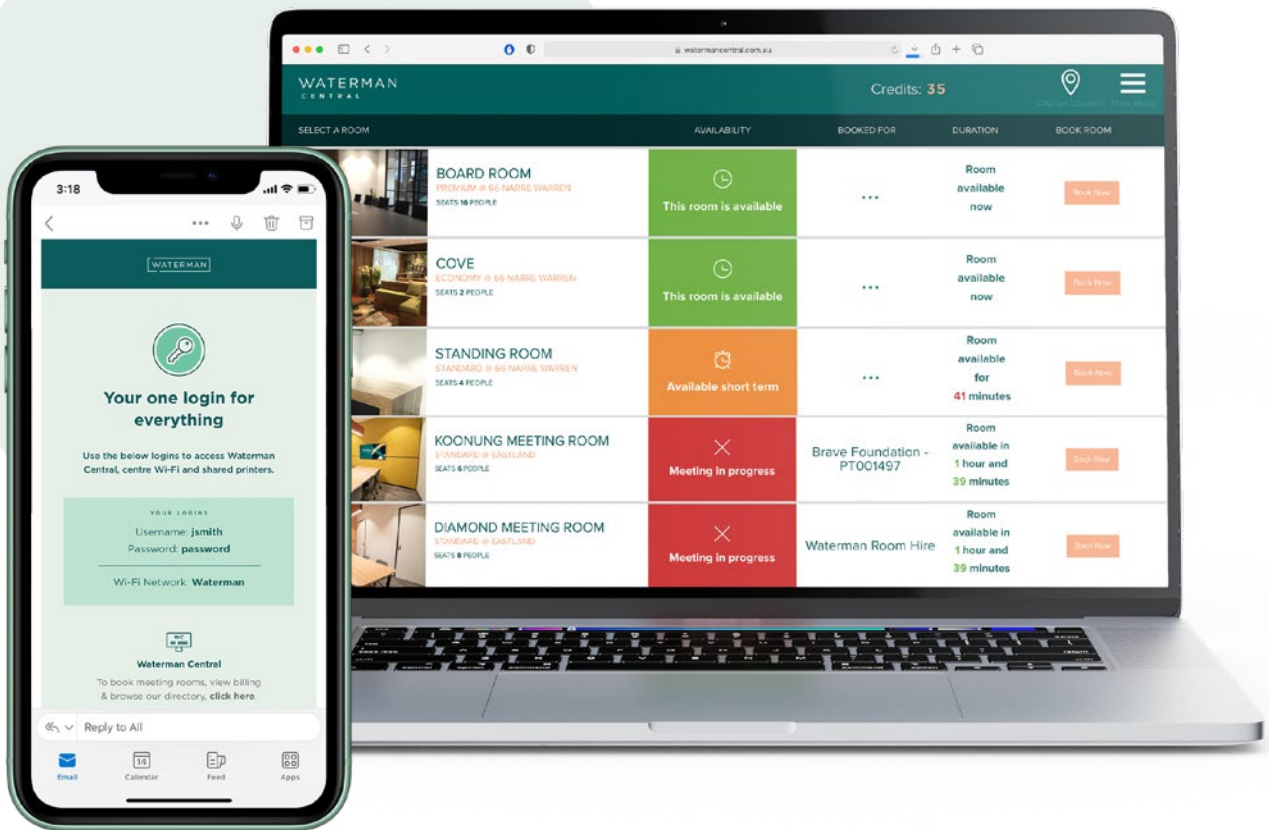 3:18
WATERMAN
Your one login for
everything
Use the below logins to access Waterman
Central, centre Wi-Fi and shared printers.
YOUR LOGINS
Username: jsmith
Password: password
Wi-Fi Network: Waterman
WC
Waterman Central
To book meeting rooms, view billing
& browse our directory, click here.
Reply to All
14
Email Calendar Feed Apps
watermancentral.com.au
WATERMAN
CENTRAL
Credits: 35
Change Location Main Menu
SELECT A ROOM AVAILABILITY BOOKED FOR DURATION BOOK ROOM
BOARD ROOM
PREMIUM @ 66 NARRE WARREN
SEATS 16 PEOPLE
This room is available
...
Room
available
now
Book Now
COVE
ECONOMY @ 66 NARRE WARREN
SEATS 2 PEOPLE
This room is available
...
Room
available
now
Book Now
STANDING ROOM
STANDARD @ 66 NARRE WARREN
SEATS 4 PEOPLE
Available short term
...
Room
available
for
41 minutes
Book Now
KOONUNG MEETING ROOM
STANDARD @ EASTLAND
SEATS 6 PEOPLE
Meeting in progress
Brave Foundation -
PT001497
Room
available in
1 hour and
39 minutes
Book Now
DIAMOND MEETING ROOM
STANDARD @ EASTLAND
SEATS 8 PEOPLE
Meeting in progress
Waterman Room Hire
Room
available in
1 hour and
39 minutes
Book Now